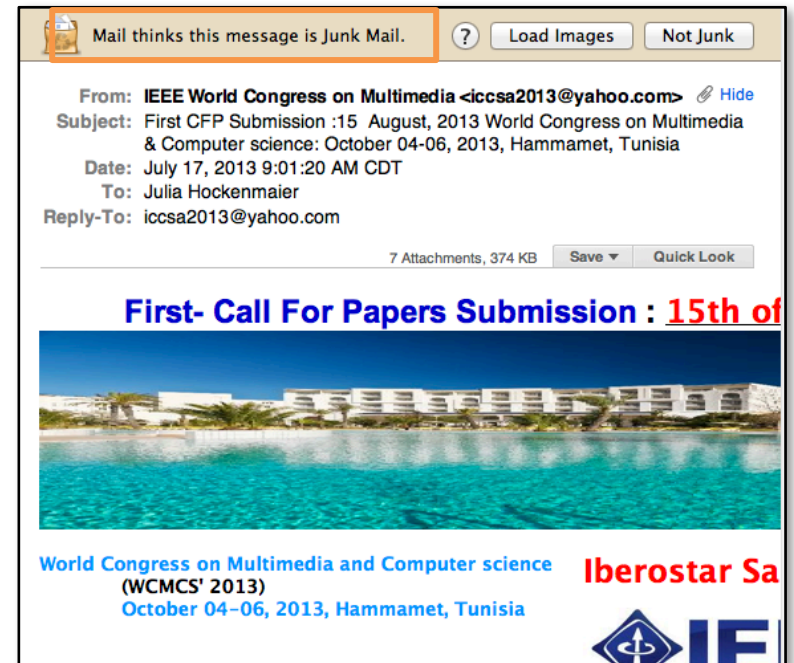 Mail thinks this message is Junk Mail. ? Load Images Not Junk
From: IEEE World Congress on Multimedia <iccsa2013@yahoo.com> Hide
Subject: First CFP Submission :15 August, 2013 World Congress on Multimedia
& Computer science: October 04-06, 2013, Hammamet, Tunisia
Date: July 17, 2013 9:01:20 AM CDT
To: Julia Hockenmaier
Reply-To: iccsa2013@yahoo.com
7 Attachments, 374 KB Save Quick Look
First- Call For Papers Submission : 15th of
World Congress on Multimedia and Computer science
(WCMCS' 2013)
October 04-06, 2013, Hammamet, Tunisia
Iberostar Sa